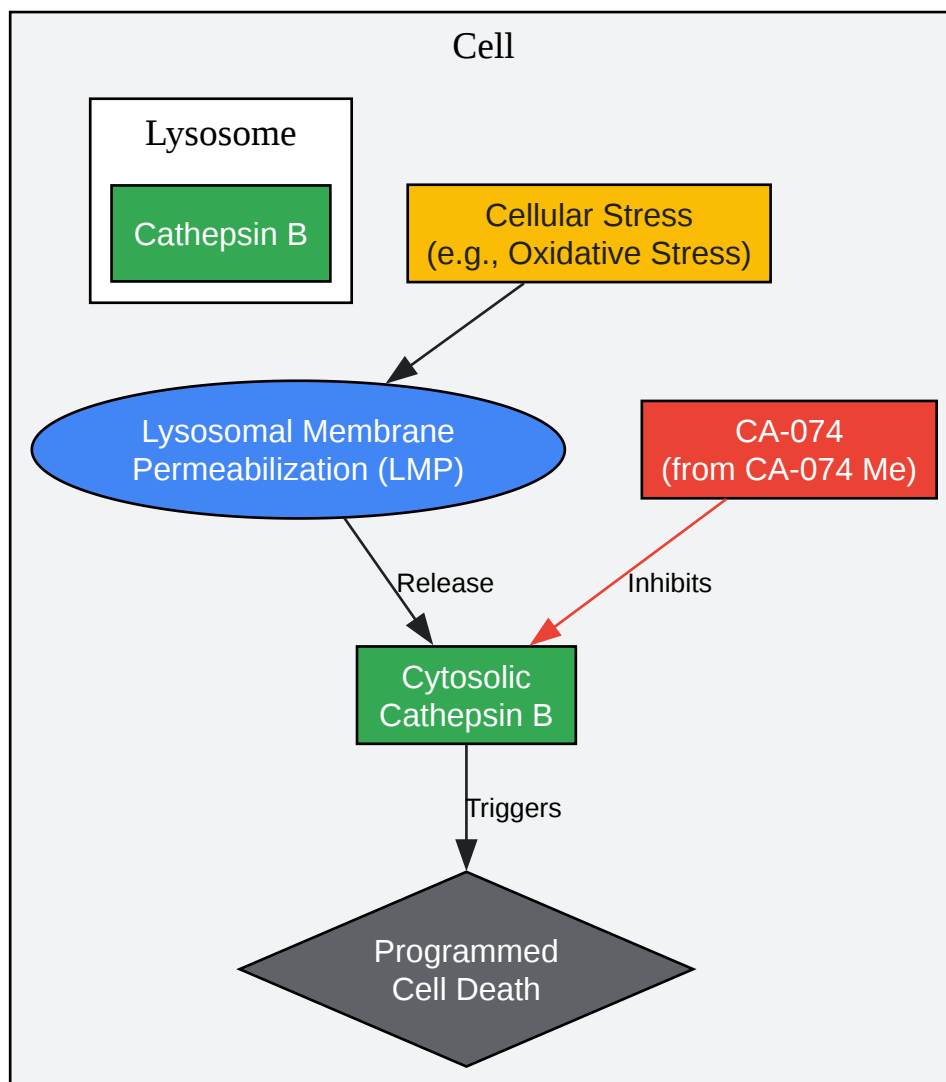 Cell
Lysosome
Cathepsin B
Cellular Stress
(e.g., Oxidative Stress)
Lysosomal Membrane
Permeabilization (LMP)
CA-074
(from CA-074 Me)
Release
Inhibits
Cytosolic
Cathepsin B
Triggers
Programmed
Cell Death